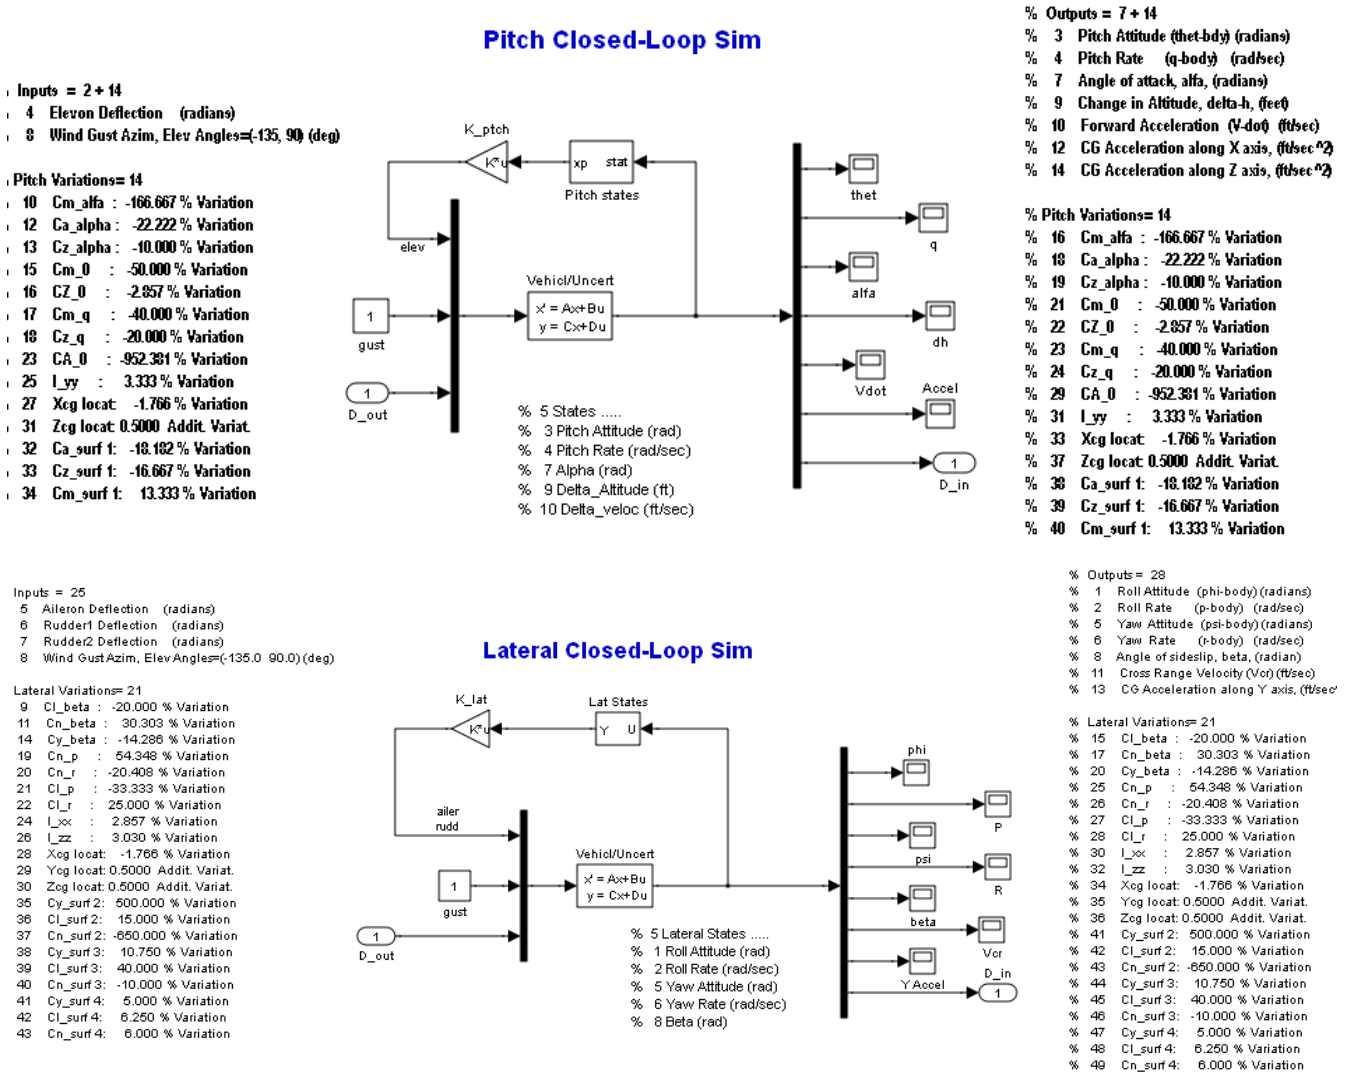 Pitch Closed-Loop Sim
Inputs = 2 + 14
4 Elevon Deflection (radians)
8 Wind Gust Azim, Elev Angles=(-135, 90) (deg)
Pitch Variations= 14
10 Cm_alfa : -166.667 % Variation
12 Ca_alpha : -22.222 % Variation
13 Cz_alpha : -10.000 % Variation
15 Cm_0 : -50.000 % Variation
16 CZ_0 : -2.857 % Variation
17 Cm_q : -40.000 % Variation
18 Cz_q : -20.000 % Variation
23 CA_0 : -952.381 % Variation
25 I_yy : 3.333 % Variation
27 Xcg locat: -1.766 % Variation
31 Zcg locat: 0.5000 Addit. Variat.
32 Ca_surf 1: -18.182 % Variation
33 Cz_surf 1: -16.667 % Variation
34 Cm_surf 1: 13.333 % Variation
K_ptch
K*u
xp stat
Pitch states
elev
Vehicl/Uncert
x' = Ax+Bu
y = Cx+Du
1
gust
1
D_out
thet
q
alfa
dh
Vdot
Accel
1
D_in
% 5 States .....
% 3 Pitch Attitude (rad)
% 4 Pitch Rate (rad/sec)
% 7 Alpha (rad)
% 9 Delta_Altitude (ft)
% 10 Delta_veloc (ft/sec)
% Outputs = 7 + 14
% 3 Pitch Attitude (thet-bdy) (radians)
% 4 Pitch Rate (q-body) (rad/sec)
% 7 Angle of attack, alfa, (radians)
% 9 Change in Altitude, delta-h, (feet)
% 10 Forward Acceleration (V-dot) (ft/sec)
% 12 CG Acceleration along X axis, (ft/sec^2)
% 14 CG Acceleration along Z axis, (ft/sec^2)
% Pitch Variations= 14
% 16 Cm_alfa : -166.667 % Variation
% 18 Ca_alpha : -22.222 % Variation
% 19 Cz_alpha : -10.000 % Variation
% 21 Cm_0 : -50.000 % Variation
% 22 CZ_0 : -2.857 % Variation
% 23 Cm_q : -40.000 % Variation
% 24 Cz_q : -20.000 % Variation
% 29 CA_0 : -952.381 % Variation
% 31 I_yy : 3.333 % Variation
% 33 Xcg locat: -1.766 % Variation
% 37 Zcg locat: 0.5000 Addit. Variat.
% 38 Ca_surf 1: -18.182 % Variation
% 39 Cz_surf 1: -16.667 % Variation
% 40 Cm_surf 1: 13.333 % Variation
Lateral Closed-Loop Sim
Inputs = 25
5 Aileron Deflection (radians)
6 Rudder1 Deflection (radians)
7 Rudder2 Deflection (radians)
8 Wind Gust Azim, Elev Angles=(-135.0 90.0) (deg)
Lateral Variations= 21
9 Cl_beta : -20.000 % Variation
11 Cn_beta : 30.303 % Variation
14 Cy_beta : -14.286 % Variation
19 Cn_p : 54.348 % Variation
20 Cn_r : -20.408 % Variation
21 Cl_p : -33.333 % Variation
22 Cl_r : 25.000 % Variation
24 I_xx : 2.857 % Variation
26 I_zz : 3.030 % Variation
28 Xcg locat: -1.766 % Variation
29 Ycg locat: 0.5000 Addit. Variat.
30 Zcg locat: 0.5000 Addit. Variat.
35 Cy_surf 2: 500.000 % Variation
36 Cl_surf 2: 15.000 % Variation
37 Cn_surf 2: -650.000 % Variation
38 Cy_surf 3: 10.750 % Variation
39 Cl_surf 3: 40.000 % Variation
40 Cn_surf 3: -10.000 % Variation
41 Cy_surf 4: 5.000 % Variation
42 Cl_surf 4: 6.250 % Variation
43 Cn_surf 4: 6.000 % Variation
K_lat
K*u
Lat States
Y U
ailer
rudd
Vehicl/Uncert
x' = Ax+Bu
y = Cx+Du
1
gust
1
D_out
phi
P
psi
R
beta
Vcr
Y Accel
D_in
1
% 5 Lateral States .....
% 1 Roll Attitude (rad)
% 2 Roll Rate (rad/sec)
% 5 Yaw Attitude (rad)
% 6 Yaw Rate (rad/sec)
% 8 Beta (rad)
% Outputs = 28
% 1 Roll Attitude (phi-body) (radians)
% 2 Roll Rate (p-body) (rad/sec)
% 5 Yaw Attitude (psi-body) (radians)
% 6 Yaw Rate (r-body) (rad/sec)
% 8 Angle of sideslip, beta, (radian)
% 11 Cross Range Velocity (Vcr) (ft/sec)
% 13 CG Acceleration along Y axis, (ft/sec^
% Lateral Variations= 21
% 15 Cl_beta : -20.000 % Variation
% 17 Cn_beta : 30.303 % Variation
% 20 Cy_beta : -14.286 % Variation
% 25 Cn_p : 54.348 % Variation
% 26 Cn_r : -20.408 % Variation
% 27 Cl_p : -33.333 % Variation
% 28 Cl_r : 25.000 % Variation
% 30 I_xx : 2.857 % Variation
% 32 I_zz : 3.030 % Variation
% 34 Xcg locat: -1.766 % Variation
% 35 Ycg locat: 0.5000 Addit. Variat.
% 36 Zcg locat: 0.5000 Addit. Variat.
% 41 Cy_surf 2: 500.000 % Variation
% 42 Cl_surf 2: 15.000 % Variation
% 43 Cn_surf 2: -650.000 % Variation
% 44 Cy_surf 3: 10.750 % Variation
% 45 Cl_surf 3: 40.000 % Variation
% 46 Cn_surf 3: -10.000 % Variation
% 47 Cy_surf 4: 5.000 % Variation
% 48 Cl_surf 4: 6.250 % Variation
% 49 Cn_surf 4: 6.000 % Variation